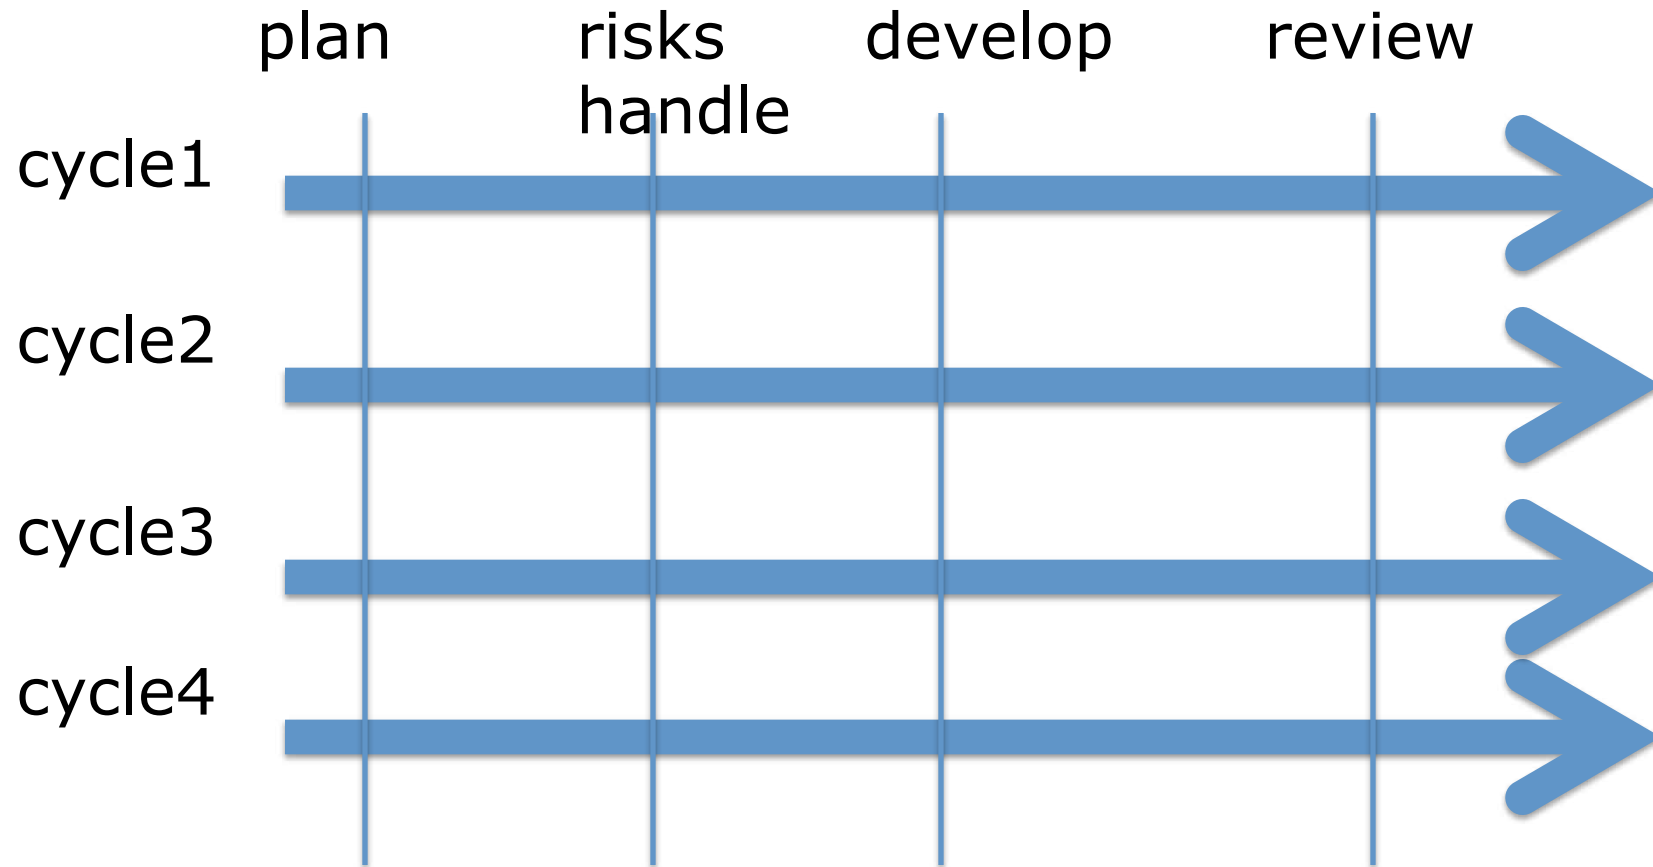 plan
risks
handle
develop
review
cycle1
cycle2
cycle3
cycle4